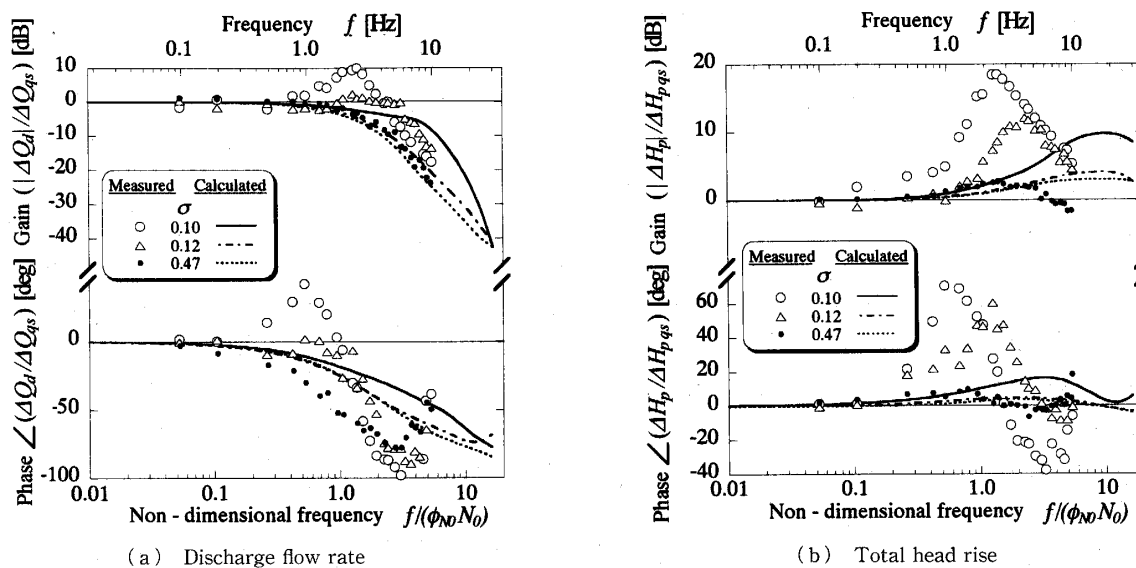 Frequency f [Hz]
0.1 1.0 10
Gain (|ΔQd|/ΔQqs) [dB]
10
0
-10
-20
-30
-40
Measured Calculated
σ
0.10
0.12
0.47
Phase ∠(ΔQd/ΔQqs) [deg]
0
-50
-100
0.01 0.1 1.0 10
Non - dimensional frequency f/(ϕN0N0)
(a) Discharge flow rate
Frequency f [Hz]
0.1 1.0 10
Gain (|ΔHp|/ΔHpqs) [dB]
20
10
0
Measured Calculated
σ
0.10
0.12
0.47
Phase ∠(ΔHp/ΔHpqs) [deg]
60
40
20
0
-20
-40
0.01 0.1 1.0 10
Non - dimensional frequency f/(ϕN0N0)
(b) Total head rise